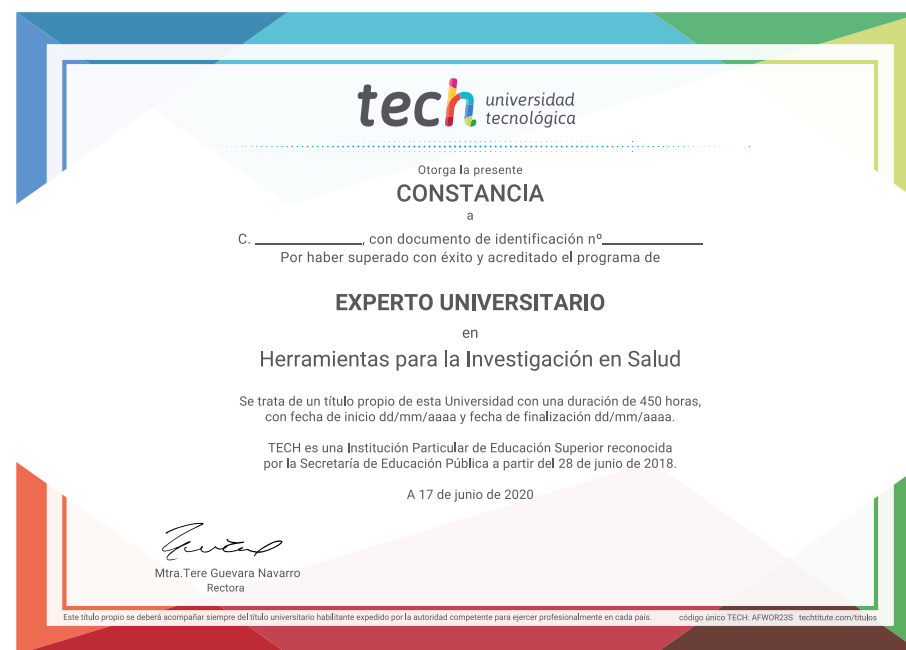 tech universidad
tecnológica
Otorga la presente
CONSTANCIA
a
C. ____________, con documento de identificación nº____________
Por haber superado con éxito y acreditado el programa de
EXPERTO UNIVERSITARIO
en
Herramientas para la Investigación en Salud
Se trata de un título propio de esta Universidad con una duración de 450 horas,
con fecha de inicio dd/mm/aaaa y fecha de finalización dd/mm/aaaa.
TECH es una Institución Particular de Educación Superior reconocida
por la Secretaría de Educación Pública a partir del 28 de junio de 2018.
A 17 de junio de 2020
Mtra.Tere Guevara Navarro
Rectora
Este título propio se deberá acompañar siempre del título universitario habilitante expedido por la autoridad competente para ejercer profesionalmente en cada país. código único TECH: AFWOR23S techtitute.com/titulos